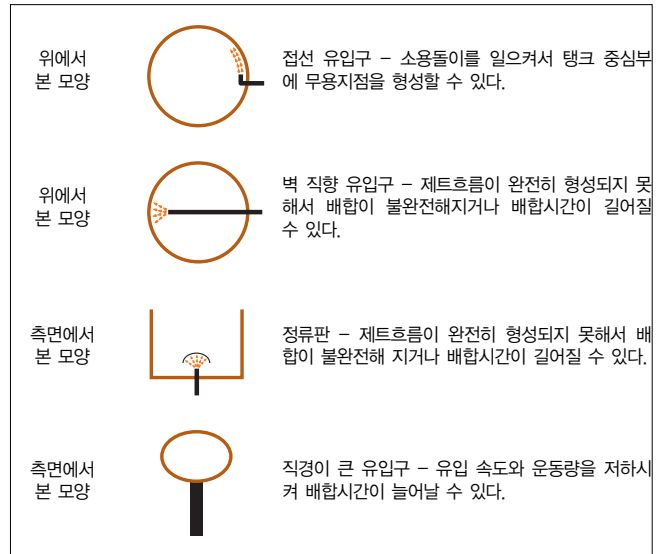 위에서
본 모양
접선 유입구 – 소용돌이를 일으켜서 탱크 중심부
에 무용지점을 형성할 수 있다.
위에서
본 모양
벽 직향 유입구 – 제트흐름이 완전히 형성되지 못
해서 배합이 불완전해지거나 배합시간이 길어질
수 있다.
측면에서
본 모양
정류판 – 제트흐름이 완전히 형성되지 못해서 배
합이 불완전해 지거나 배합시간이 길어질 수 있다.
측면에서
본 모양
직경이 큰 유입구 – 유입 속도와 운동량을 저하시
켜 배합시간이 늘어날 수 있다.